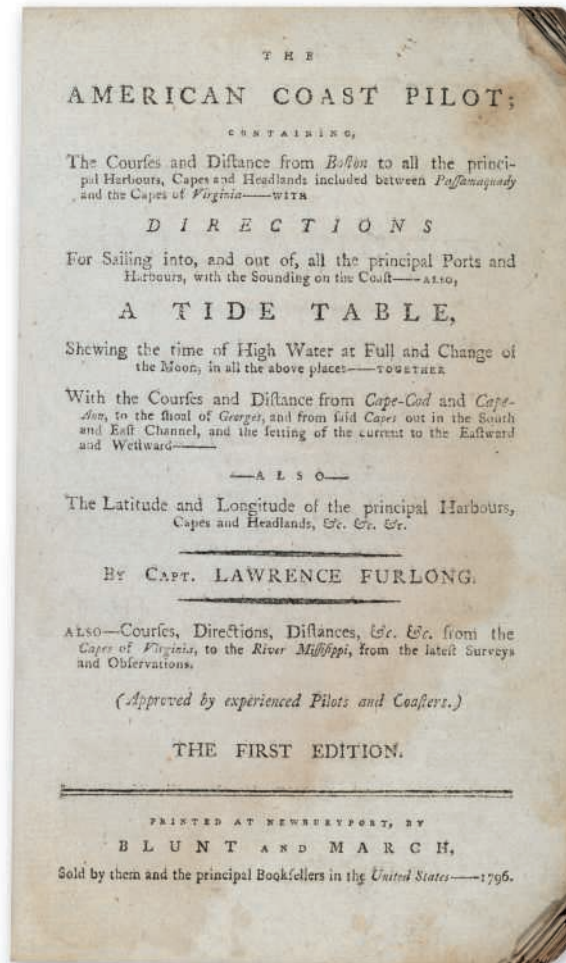 THE
AMERICAN COAST PILOT;
CONTAINING,
The Courſes and Diſtance from Boſton to all the princi-
pal Harbours, Capes and Headlands included between Paſſamaquady
and the Capes of Virginia——WITH
DIRECTIONS
For Sailing into, and out of, all the principal Ports and
Harbours, with the Sounding on the Coaſt——ALSO,
A TIDE TABLE,
Shewing the time of High Water at Full and Change of
the Moon, in all the above places——TOGETHER
With the Courſes and Diſtance from Cape-Cod and Cape-
Ann, to the ſhoal of Georges, and from ſaid Capes out in the South
and Eaſt Channel, and the ſetting of the current to the Eaſtward
and Weſtward———
—ALSO—
The Latitude and Longitude of the principal Harbours,
Capes and Headlands, &c. &c. &c.
BY CAPT. LAWRENCE FURLONG.
ALSO—Courſes, Directions, Diſtances, &c. &c. from the
Capes of Virginia, to the River Miſſiſippi, from the lateſt Surveys
and Obſervations.
(Approved by experienced Pilots and Coaſters.)
THE FIRST EDITION.
PRINTED AT NEWBURYPORT, BY
BLUNT AND MARCH,
Sold by them and the principal Bookſellers in the United States——1796.